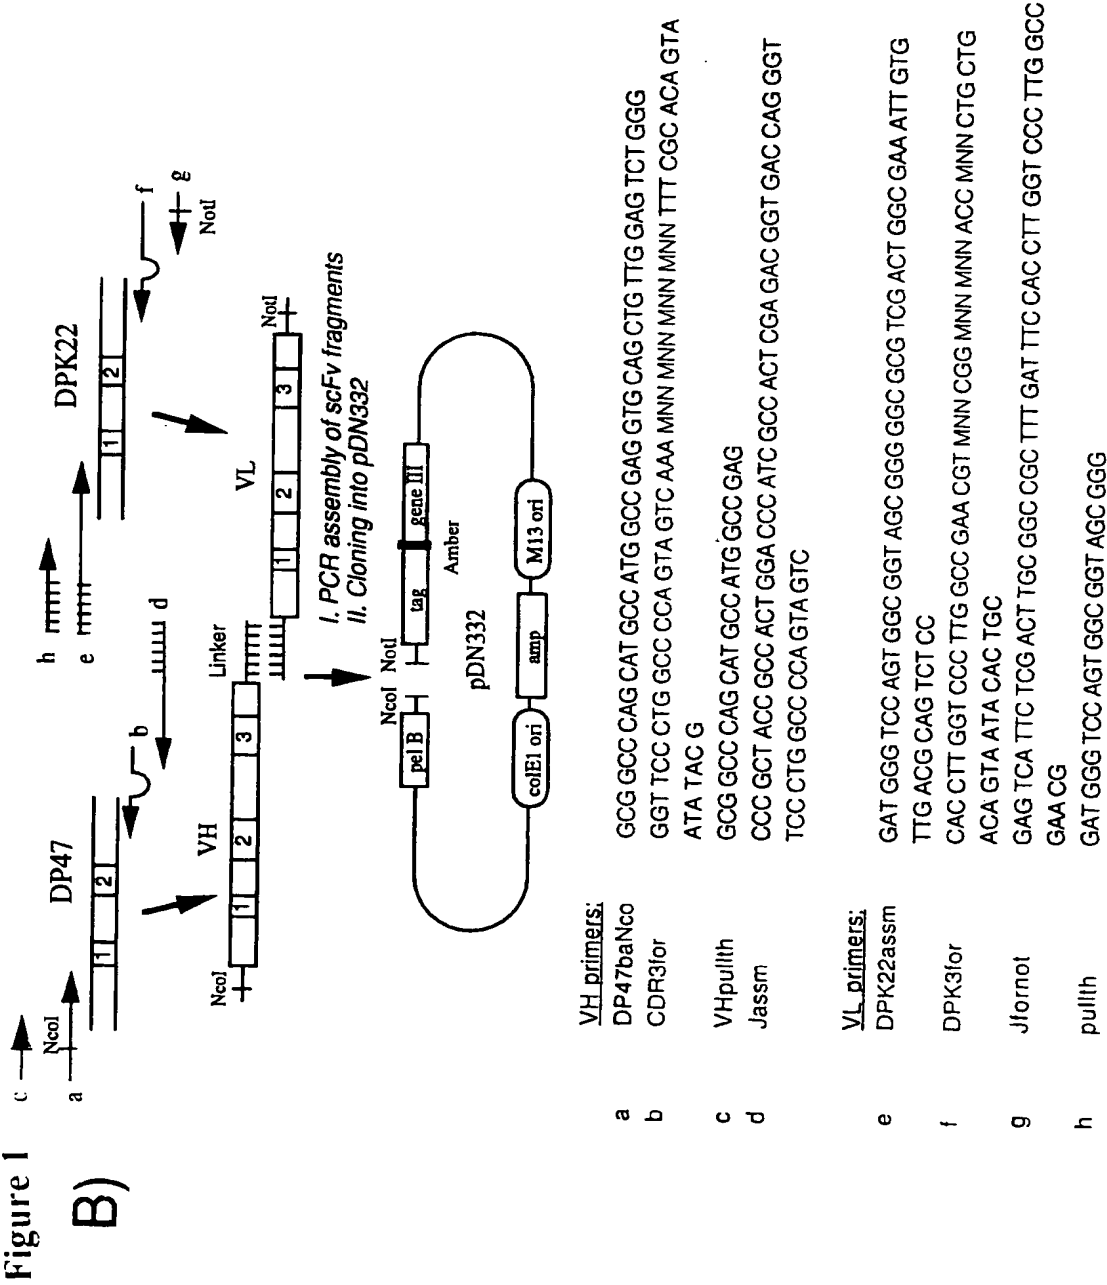 Figure 1
B)
c
NcoI
a
DP47
1
2
b
d
h
e
DPK22
1
2
f
g
NotI
NcoI
VH
1
2
3
Linker
VL
1
2
3
NotI
I. PCR assembly of scFv fragments
II. Cloning into pDN332
NcoI NotI
pel B
tag
gene III
Amber
pDN332
colE1 ori
amp
M13 ori
VH primers:
a DP47baNco GCG GCC CAG CAT GCC ATG GCC GAG GTG CAG CTG TTG GAG TCT GGG
b CDR3for GGT TCC CTG GCC CCA GTA GTC AAA MNN MNN MNN MNN TTT CGC ACA GTA
ATA TAC G
c VHpullth GCG GCC CAG CAT GCC ATG GCC GAG
d Jassm CCC GCT ACC GCC ACT GGA CCC ATC GCC ACT CGA GAC GGT GAC CAG GGT
TCC CTG GCC CCA GTA GTC
VL primers:
e DPK22assm GAT GGG TCC AGT GGC GGT AGC GGG GGC GCG TCG ACT GGC GAA ATT GTG
TTG ACG CAG TCT CC
f DPK3for CAC CTT GGT CCC TTG GCC GAA CGT MNN CGG MNN MNN ACC MNN CTG CTG
ACA GTA ATA CAC TGC
g Jfornot GAG TCA TTC TCG ACT TGC GGC CGC TTT GAT TTC CAC CTT GGT CCC TTG GCC
GAA CG
h pullth GAT GGG TCC AGT GGC GGT AGC GGG